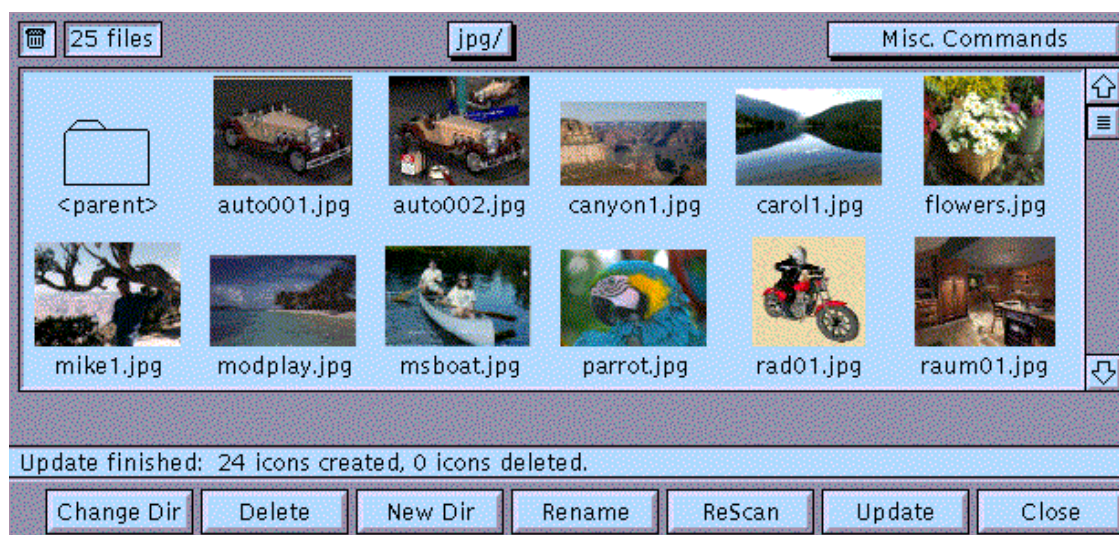 25 files jpg/ Misc. Commands
<parent> auto001.jpg auto002.jpg canyon1.jpg carol1.jpg flowers.jpg
mike1.jpg modplay.jpg msboat.jpg parrot.jpg rad01.jpg raum01.jpg
Update finished: 24 icons created, 0 icons deleted.
Change Dir Delete New Dir Rename ReScan Update Close